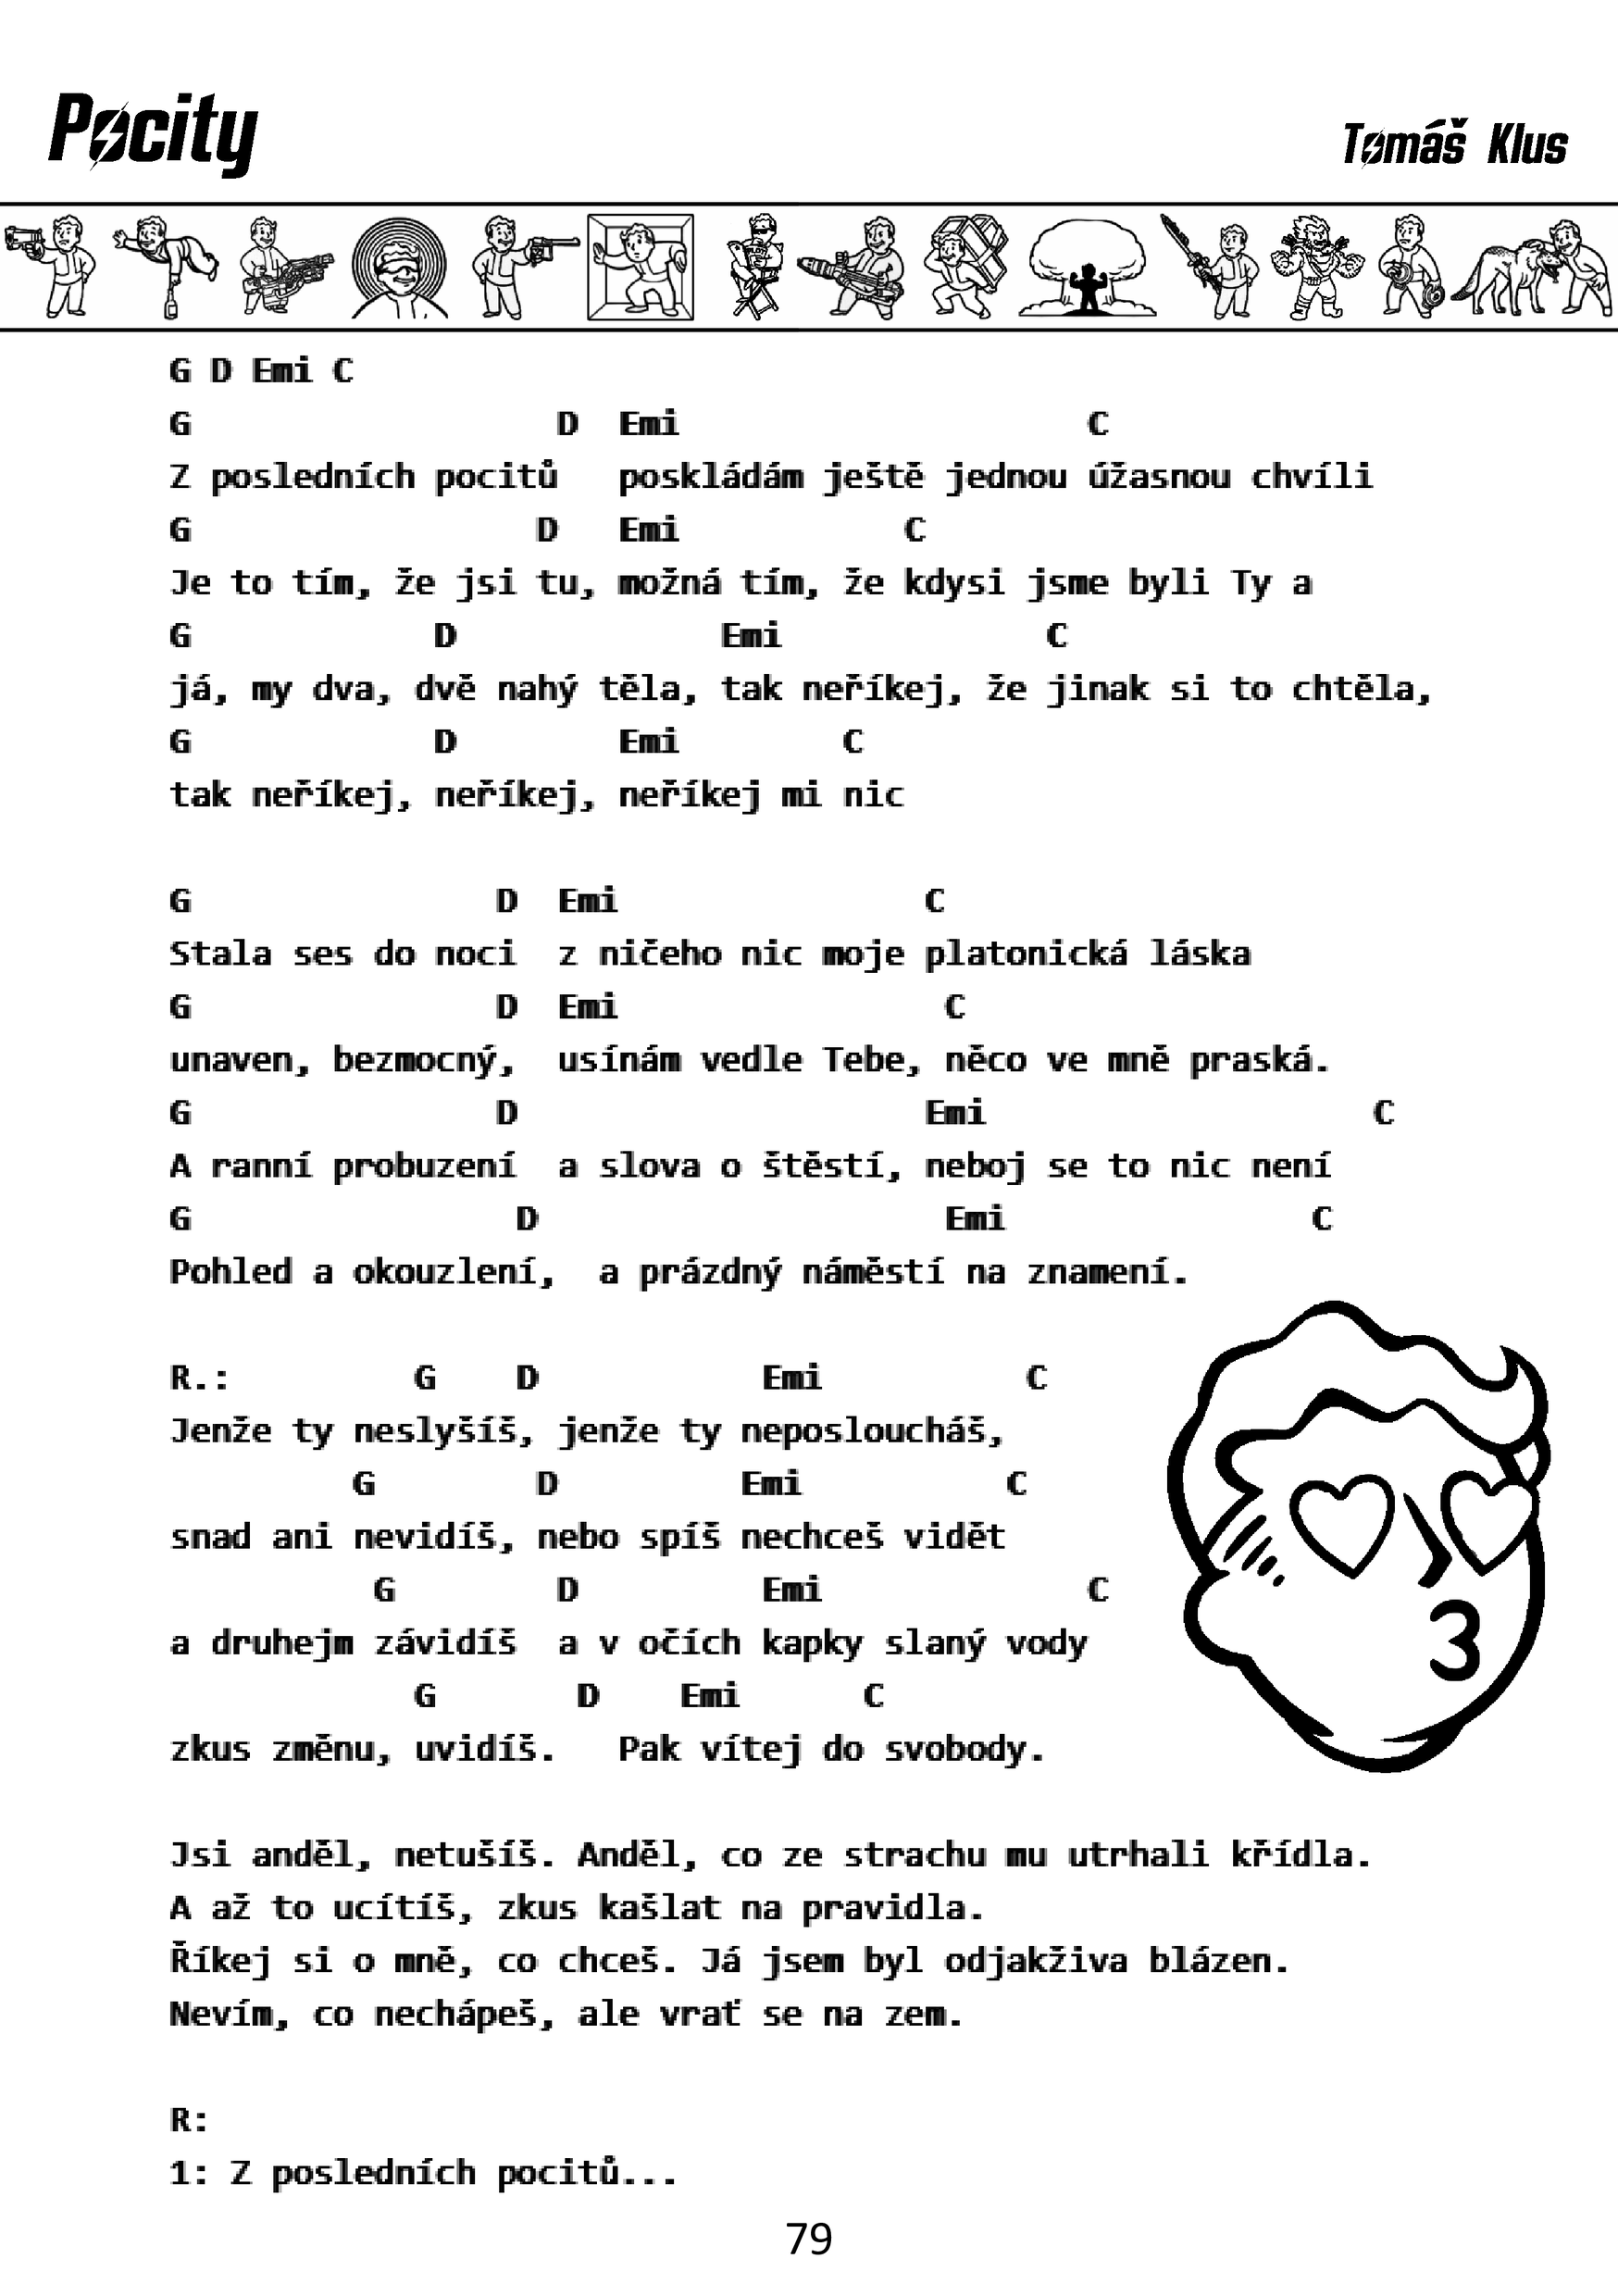 Pocity
Tomáš Klus
G D Emi C
G                  D  Emi                    C
Z posledních pocitů   poskládám ještě jednou úžasnou chvíli
G                 D   Emi           C
Je to tím, že jsi tu, možná tím, že kdysi jsme byli Ty a
G            D             Emi             C
já, my dva, dvě nahý těla, tak neříkej, že jinak si to chtěla,
G            D        Emi        C
tak neříkej, neříkej, neříkej mi nic
G               D  Emi               C
Stala ses do noci  z ničeho nic moje platonická láska
G               D  Emi                C
unaven, bezmocný,  usínám vedle Tebe, něco ve mně praská.
G               D                    Emi                   C
A ranní probuzení  a slova o štěstí, neboj se to nic není
G                D                    Emi               C
Pohled a okouzlení,  a prázdný náměstí na znamení.
R.:         G    D           Emi          C
Jenže ty neslyšíš, jenže ty neposloucháš,
         G        D         Emi          C
snad ani nevidíš, nebo spíš nechceš vidět
          G        D         Emi             C
a druhejm závidíš  a v očích kapky slaný vody
            G       D    Emi      C
zkus změnu, uvidíš.   Pak vítej do svobody.
Jsi anděl, netušíš. Anděl, co ze strachu mu utrhali křídla.
A až to ucítíš, zkus kašlat na pravidla.
Říkej si o mně, co chceš. Já jsem byl odjakživa blázen.
Nevím, co nechápeš, ale vrať se na zem.
R:
1: Z posledních pocitů...
79